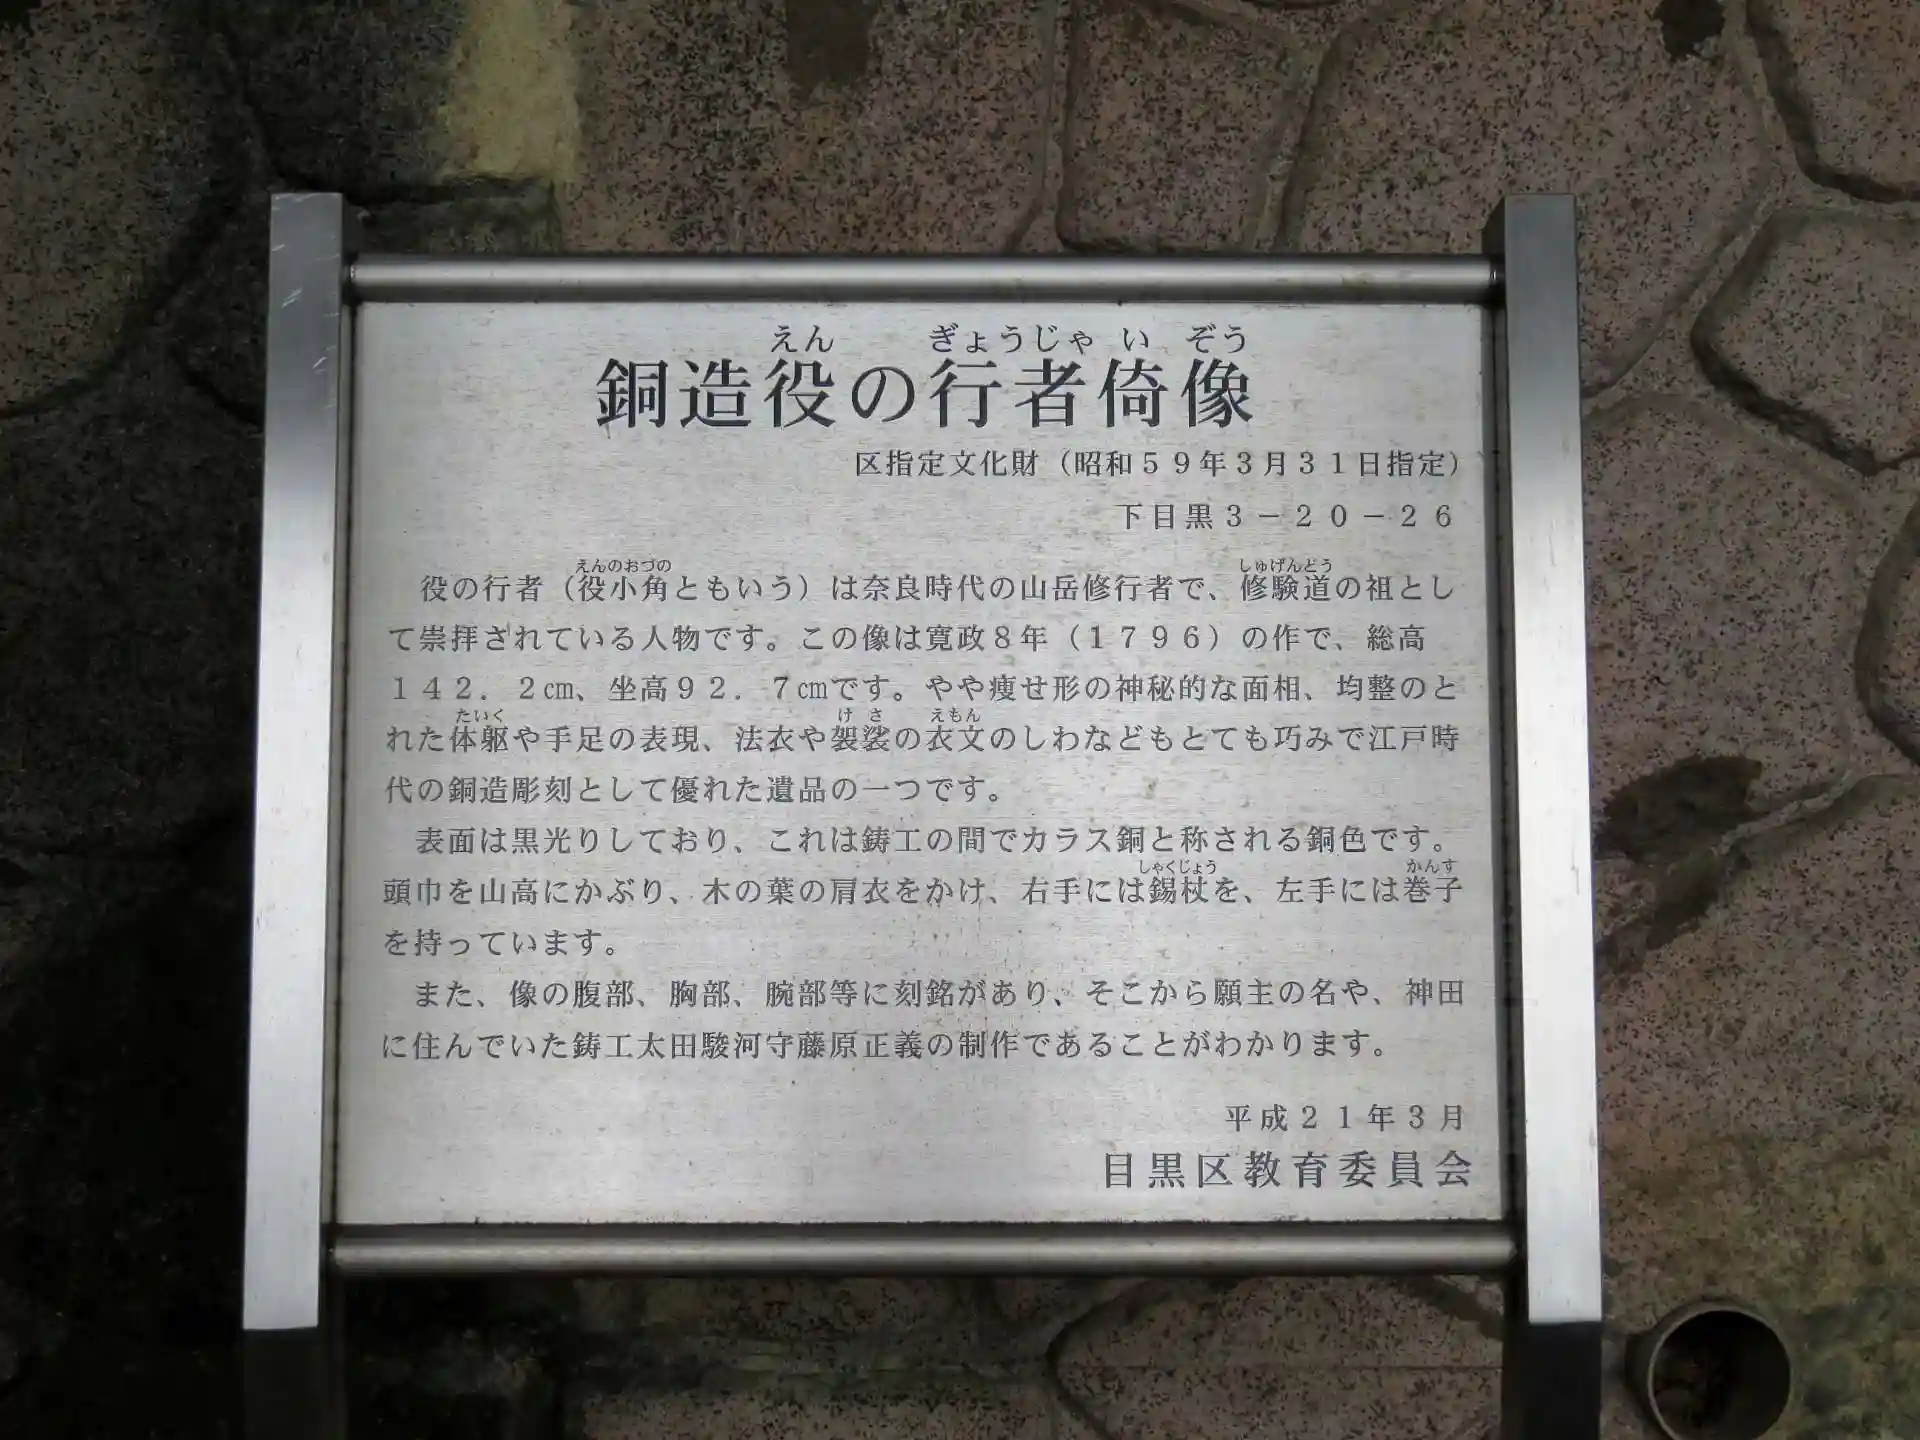 えん ぎょうじゃ い ぞう
銅造役の行者倚像
区指定文化財（昭和５９年３月３１日指定）
下目黒３－２０－２６
えんのおづの しゅげんどう
役の行者（役小角ともいう）は奈良時代の山岳修行者で、修験道の祖とし
て崇拝されている人物です。この像は寛政８年（１７９６）の作で、総高
１４２．２㎝、坐高９２．７㎝です。やや痩せ形の神秘的な面相、均整のと
たいく けさ えもん
れた体躯や手足の表現、法衣や袈裟の衣文のしわなどもとても巧みで江戸時
代の銅造彫刻として優れた遺品の一つです。
表面は黒光りしており、これは鋳工の間でカラス銅と称される銅色です。
しゃくじょう かんす
頭巾を山高にかぶり、木の葉の肩衣をかけ、右手には錫杖を、左手には巻子
を持っています。
また、像の腹部、胸部、腕部等に刻銘があり、そこから願主の名や、神田
に住んでいた鋳工太田駿河守藤原正義の制作であることがわかります。
平成２１年３月
目黒区教育委員会